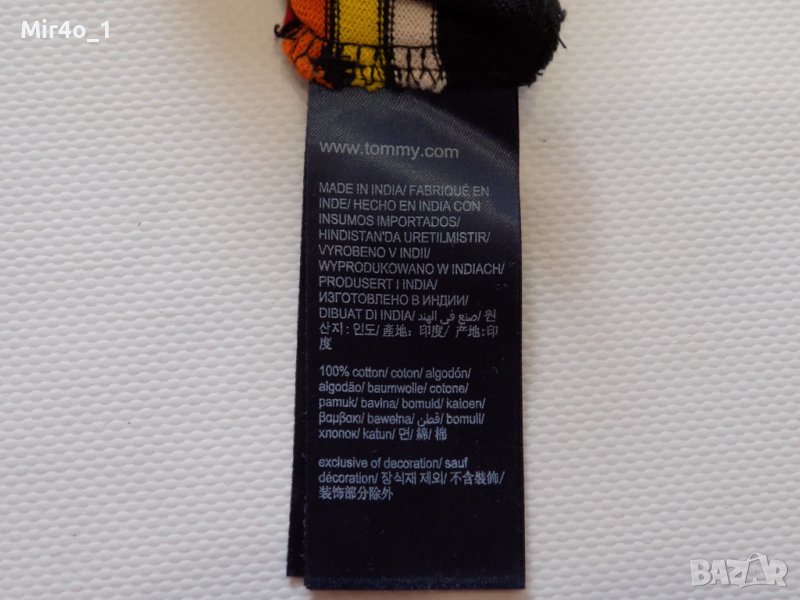 Mir4o_1
www.tommy.com
MADE IN INDIA/ FABRIQUÉ EN
INDE/ HECHO EN INDIA CON
INSUMOS IMPORTADOS/
HINDISTAN'DA URETILMISTIR/
VYROBENO V INDII/
WYPRODUKOWANO W INDIACH/
PRODUSERT I INDIA/
ИЗГОТОВЛЕНО В ИНДИИ/
DIBUAT DI INDIA/ صنع في الهند/ 원
산지: 인도/ 產地: 印度/ 产地:印
度
100% cotton/ coton/ algodón/
algodão/ baumwolle/ cotone/
pamuk/ bavlna/ bomuld/ katoen/
βαμβακι/ bawełna/ قطن/ bomull/
хлопок/ katun/ 면/ 綿/ 棉
exclusive of decoration/ sauf
décoration/ 장식재 제외/ 不含裝飾/
装饰部分除外
BAZAR